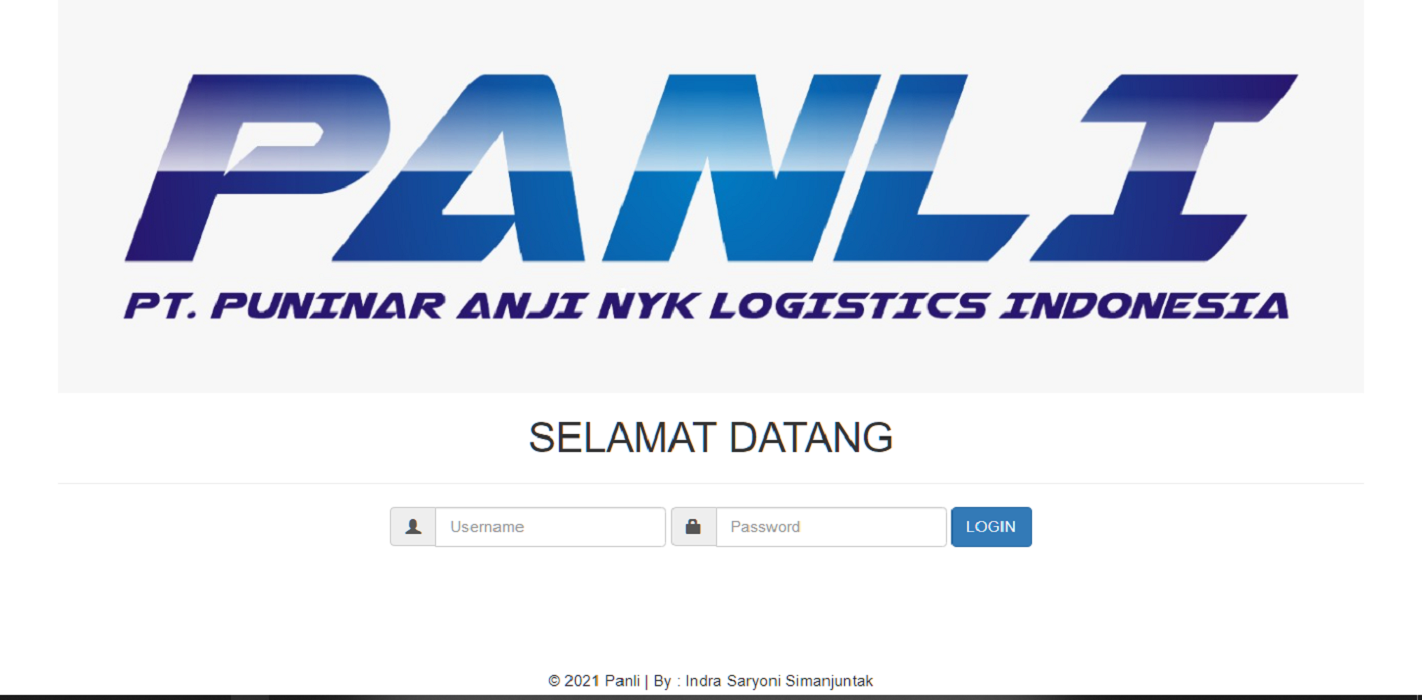 PANLI
PT. PUNINAR ANJI NYK LOGISTICS INDONESIA
SELAMAT DATANG
Username Password LOGIN
© 2021 Panli | By : Indra Saryoni Simanjuntak